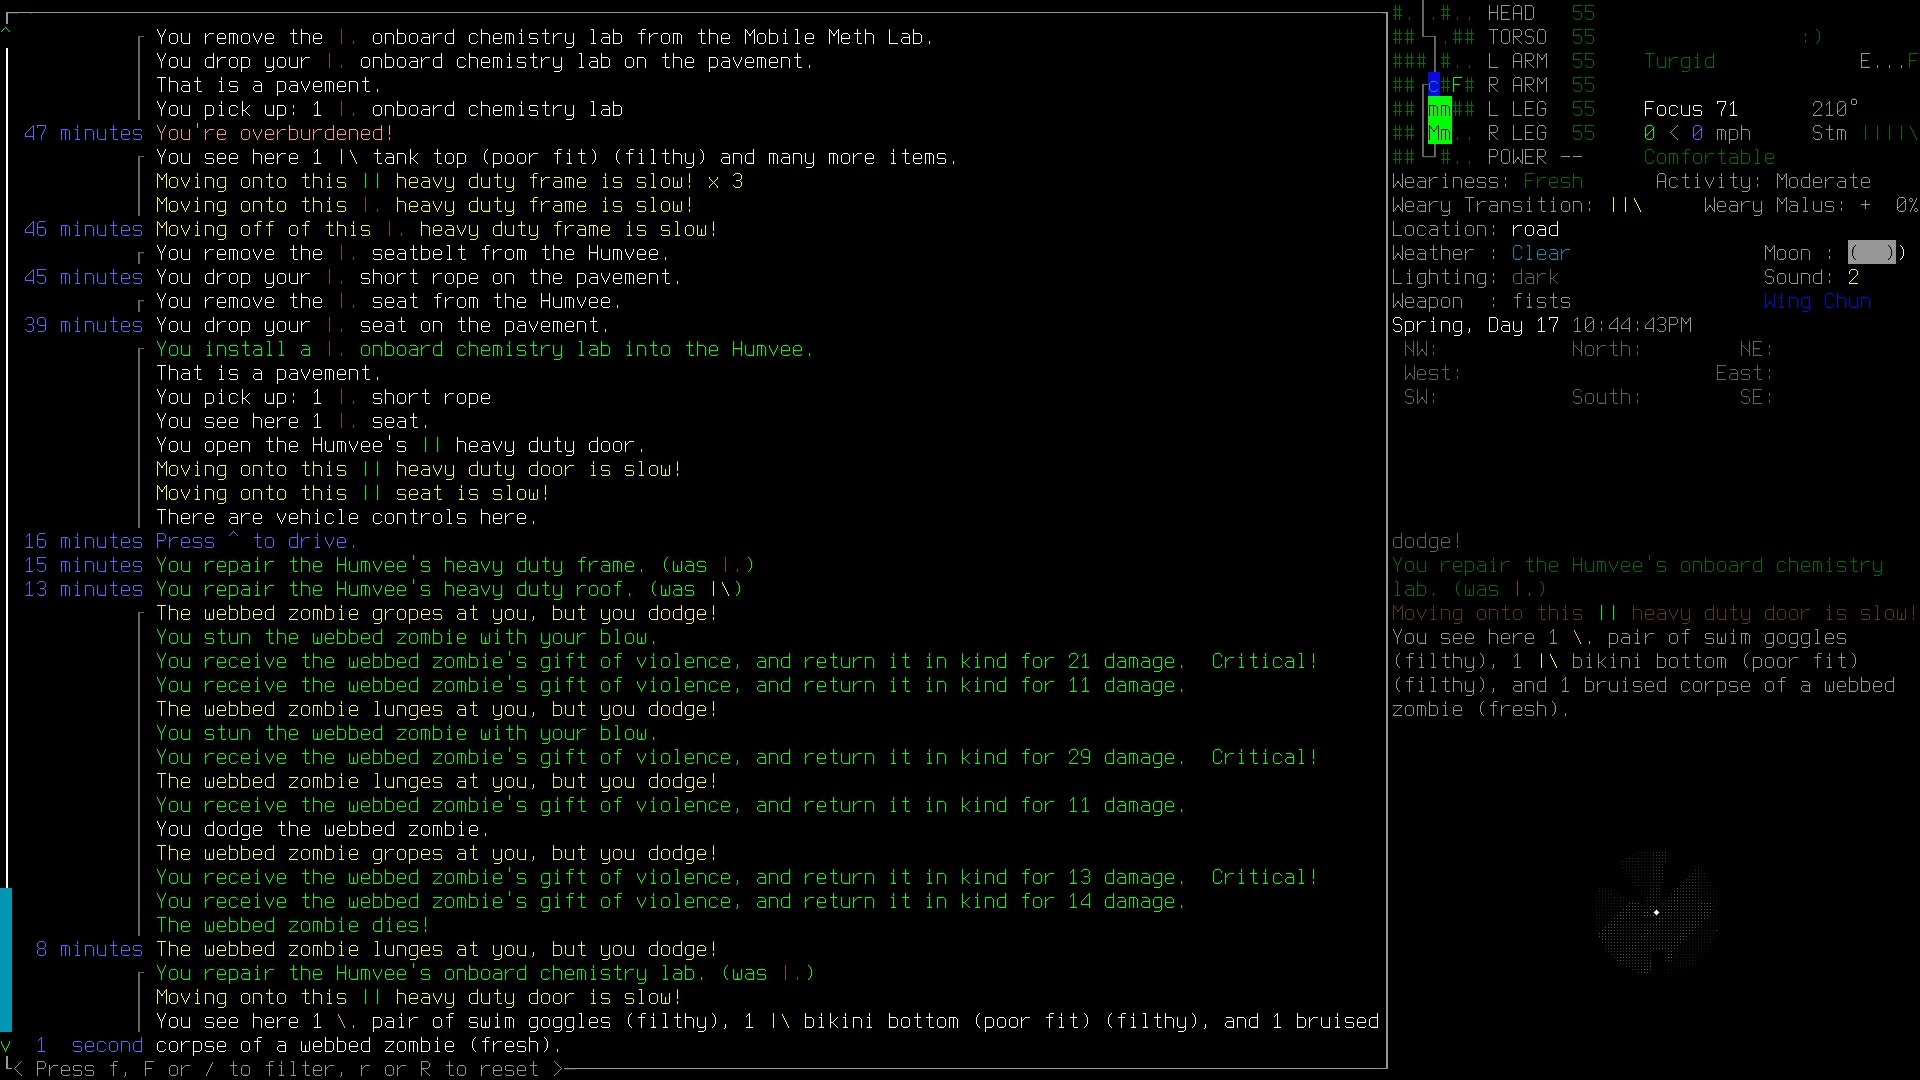 You remove the |. onboard chemistry lab from the Mobile Meth Lab.
You drop your |. onboard chemistry lab on the pavement.
That is a pavement.
You pick up: 1 |. onboard chemistry lab
47 minutes You're overburdened!
You see here 1 |\ tank top (poor fit) (filthy) and many more items.
Moving onto this || heavy duty frame is slow! x 3
Moving onto this |. heavy duty frame is slow!
46 minutes Moving off of this |. heavy duty frame is slow!
You remove the |. seatbelt from the Humvee.
45 minutes You drop your |. short rope on the pavement.
You remove the |. seat from the Humvee.
39 minutes You drop your |. seat on the pavement.
You install a |. onboard chemistry lab into the Humvee.
That is a pavement.
You pick up: 1 |. short rope
You see here 1 |. seat.
You open the Humvee's || heavy duty door.
Moving onto this || heavy duty door is slow!
Moving onto this || seat is slow!
There are vehicle controls here.
16 minutes Press ^ to drive.
15 minutes You repair the Humvee's heavy duty frame. (was |.)
13 minutes You repair the Humvee's heavy duty roof. (was |\)
The webbed zombie gropes at you, but you dodge!
You stun the webbed zombie with your blow.
You receive the webbed zombie's gift of violence, and return it in kind for 21 damage. Critical!
You receive the webbed zombie's gift of violence, and return it in kind for 11 damage.
The webbed zombie lunges at you, but you dodge!
You stun the webbed zombie with your blow.
You receive the webbed zombie's gift of violence, and return it in kind for 29 damage. Critical!
The webbed zombie lunges at you, but you dodge!
You receive the webbed zombie's gift of violence, and return it in kind for 11 damage.
You dodge the webbed zombie.
The webbed zombie gropes at you, but you dodge!
You receive the webbed zombie's gift of violence, and return it in kind for 13 damage. Critical!
You receive the webbed zombie's gift of violence, and return it in kind for 14 damage.
The webbed zombie dies!
8 minutes The webbed zombie lunges at you, but you dodge!
You repair the Humvee's onboard chemistry lab. (was |.)
Moving onto this || heavy duty door is slow!
You see here 1 \. pair of swim goggles (filthy), 1 |\ bikini bottom (poor fit) (filthy), and 1 bruised
1 second corpse of a webbed zombie (fresh).
< Press f, F or / to filter, r or R to reset >
#. .#.. HEAD 55
## .## TORSO 55 :)
### #.. L ARM 55 Turgid E....F
## c#F# R ARM 55
## mm## L LEG 55 Focus 71 210°
## Mm.. R LEG 55 0 < 0 mph Stm ||||\
## #.. POWER -- Comfortable
Weariness: Fresh Activity: Moderate
Weary Transition: ||\ Weary Malus: + 0%
Location: road
Weather : Clear Moon : ( ))
Lighting: dark Sound: 2
Weapon : fists Wing Chun
Spring, Day 17 10:44:43PM
NW: North: NE:
West: East:
SW: South: SE:
dodge!
You repair the Humvee's onboard chemistry
lab. (was |.)
Moving onto this || heavy duty door is slow!
You see here 1 \. pair of swim goggles
(filthy), 1 |\ bikini bottom (poor fit)
(filthy), and 1 bruised corpse of a webbed
zombie (fresh).